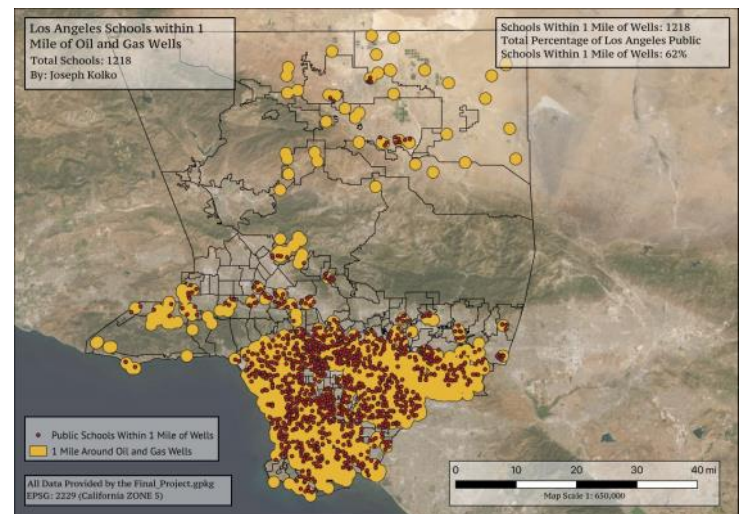 Los Angeles Schools within 1
Mile of Oil and Gas Wells
Total Schools: 1218
By: Joseph Kolko
Schools Within 1 Mile of Wells: 1218
Total Percentage of Los Angeles Public
Schools Within 1 Mile of Wells: 62%
Public Schools Within 1 Mile of Wells
1 Mile Around Oil and Gas Wells
All Data Provided by the Final_Project.gpkg
EPSG: 2229 (California ZONE 5)
0 10 20 30 40 mi
Map Scale 1: 650,000